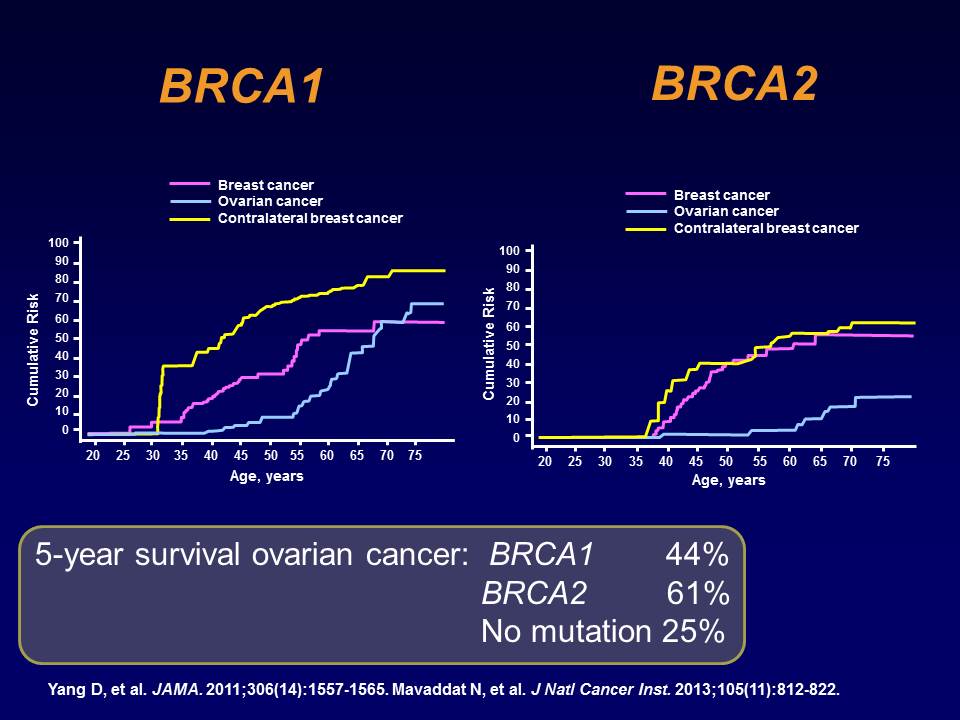 BRCA1
BRCA2
Breast cancer
Ovarian cancer
Contralateral breast cancer
Cumulative Risk
100
90
80
70
60
50
40
30
20
10
0
20 25 30 35 40 45 50 55 60 65 70 75
Age, years
Breast cancer
Ovarian cancer
Contralateral breast cancer
Cumulative Risk
100
90
80
70
60
50
40
30
20
10
0
20 25 30 35 40 45 50 55 60 65 70 75
Age, years
5-year survival ovarian cancer: BRCA1 44%
BRCA2 61%
No mutation 25%
Yang D, et al. JAMA. 2011;306(14):1557-1565. Mavaddat N, et al. J Natl Cancer Inst. 2013;105(11):812-822.